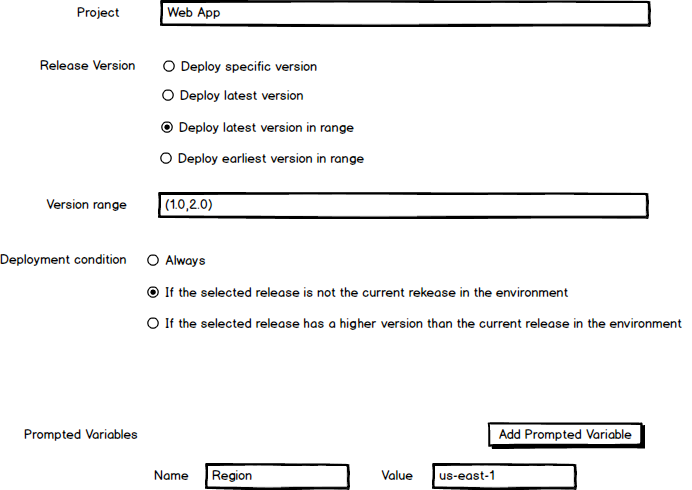 Project Web App
Release Version Deploy specific version
Deploy latest version
Deploy latest version in range
Deploy earliest version in range
Version range (1.0,2.0)
Deployment condition Always
If the selected release is not the current rekease in the environment
If the selected release has a higher version than the current release in the environment
Prompted Variables Add Prompted Variable
Name Region Value us-east-1